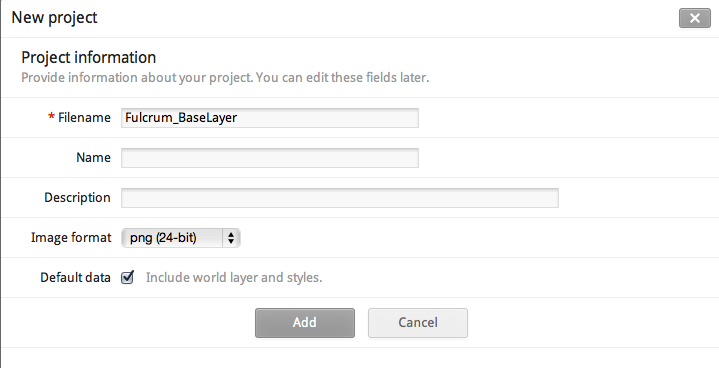 New project
Project information
Provide information about your project. You can edit these fields later.
* Filename Fulcrum_BaseLayer
Name
Description
Image format png (24-bit)
Default data Include world layer and styles.
Add Cancel